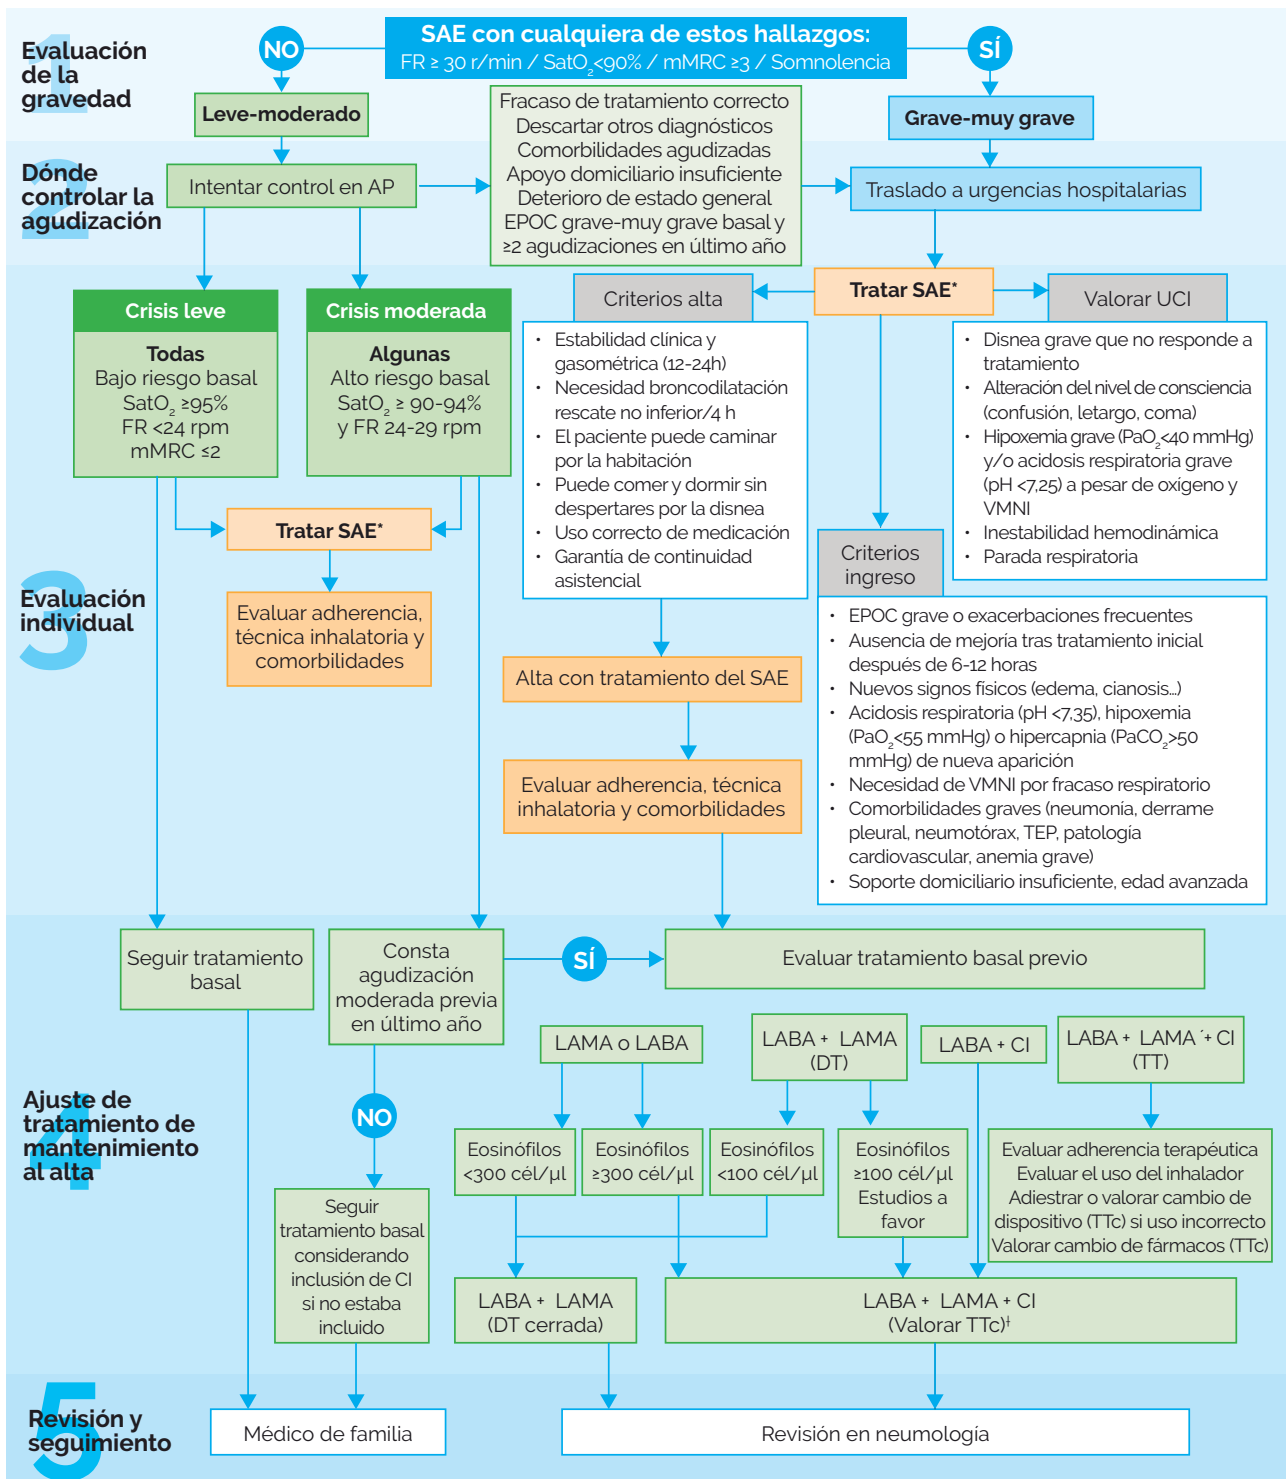 1
Evaluación
de la
gravedad
NO
SAE con cualquiera de estos hallazgos:
FR ≥ 30 r/min / SatO₂<90% / mMRC ≥3 / Somnolencia
SÍ
Leve-moderado
Grave-muy grave
2
Dónde
controlar la
agudización
Intentar control en AP
Fracaso de tratamiento correcto
Descartar otros diagnósticos
Comorbilidades agudizadas
Apoyo domiciliario insuficiente
Deterioro de estado general
EPOC grave-muy grave basal y
≥2 agudizaciones en último año
Traslado a urgencias hospitalarias
3
Evaluación
individual
Crisis leve
Todas
Bajo riesgo basal
SatO₂ ≥95%
FR <24 rpm
mMRC ≤2
Crisis moderada
Algunas
Alto riesgo basal
SatO₂ ≥ 90-94%
y FR 24-29 rpm
Tratar SAE*
Evaluar adherencia,
técnica inhalatoria y
comorbilidades
Tratar SAE*
Criterios alta
• Estabilidad clínica y
gasométrica (12-24h)
• Necesidad broncodilatación
rescate no inferior/4 h
• El paciente puede caminar
por la habitación
• Puede comer y dormir sin
despertares por la disnea
• Uso correcto de medicación
• Garantía de continuidad
asistencial
Valorar UCI
• Disnea grave que no responde a
tratamiento
• Alteración del nivel de consciencia
(confusión, letargo, coma)
• Hipoxemia grave (PaO₂<40 mmHg)
y/o acidosis respiratoria grave
(pH <7,25) a pesar de oxígeno y
VMNI
• Inestabilidad hemodinámica
• Parada respiratoria
Criterios
ingreso
• EPOC grave o exacerbaciones frecuentes
• Ausencia de mejoría tras tratamiento inicial
después de 6-12 horas
• Nuevos signos físicos (edema, cianosis...)
• Acidosis respiratoria (pH <7,35), hipoxemia
(PaO₂<55 mmHg) o hipercapnia (PaCO₂>50
mmHg) de nueva aparición
• Necesidad de VMNI por fracaso respiratorio
• Comorbilidades graves (neumonía, derrame
pleural, neumotórax, TEP, patología
cardiovascular, anemia grave)
• Soporte domiciliario insuficiente, edad avanzada
Alta con tratamiento del SAE
Evaluar adherencia, técnica
inhalatoria y comorbilidades
4
Ajuste de
tratamiento de
mantenimiento
al alta
Seguir tratamiento
basal
Consta
agudización
moderada previa
en último año
SÍ
Evaluar tratamiento basal previo
NO
Seguir
tratamiento basal
considerando
inclusión de CI
si no estaba
incluido
LAMA o LABA
LABA + LAMA
(DT)
LABA + CI
LABA + LAMA ´+ CI
(TT)
Eosinófilos
<300 cél/µl
Eosinófilos
≥300 cél/µl
Eosinófilos
<100 cél/µl
Eosinófilos
≥100 cél/µl
Estudios a
favor
Evaluar adherencia terapéutica
Evaluar el uso del inhalador
Adiestrar o valorar cambio de
dispositivo (TTc) si uso incorrecto
Valorar cambio de fármacos (TTc)
LABA + LAMA
(DT cerrada)
LABA + LAMA + CI
(Valorar TTc)ƚ
5
Revisión y
seguimiento
Médico de familia
Revisión en neumología